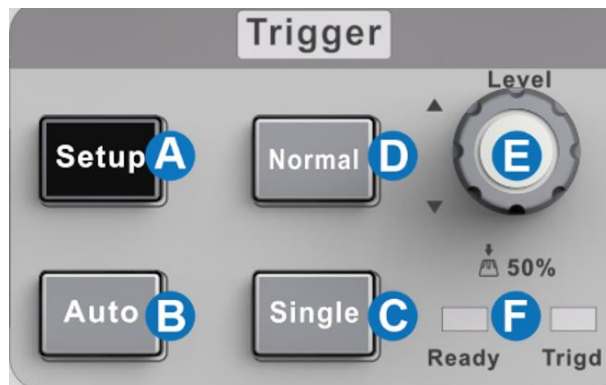 Trigger
Level
Setup A
Normal D
E
50%
Auto B
Single C
F
Ready Trigd